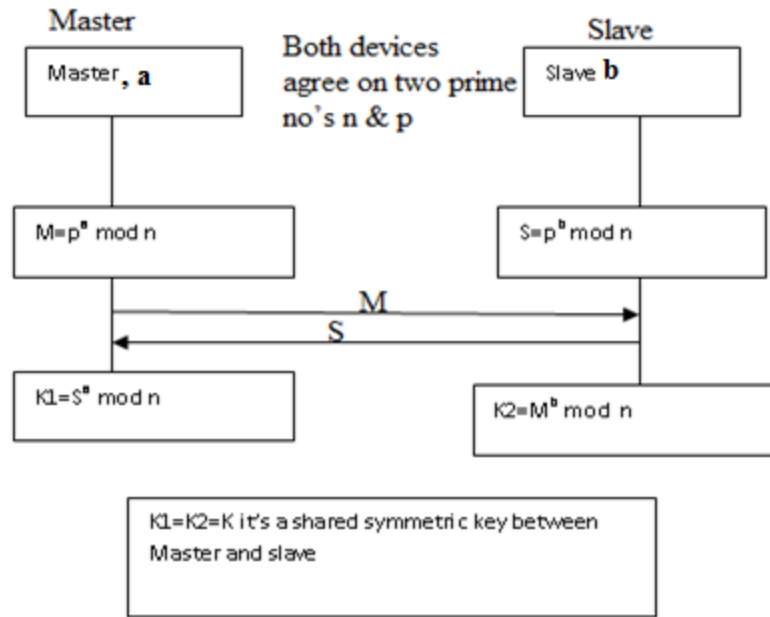 Master
Slave
Both devices
agree on two prime
no's n & p
Master, a
Slave b
M=pᵃ mod n
S=pᵇ mod n
M
S
K1=Sᵃ mod n
K2=Mᵇ mod n
K1=K2=K it's a shared symmetric key between
Master and slave